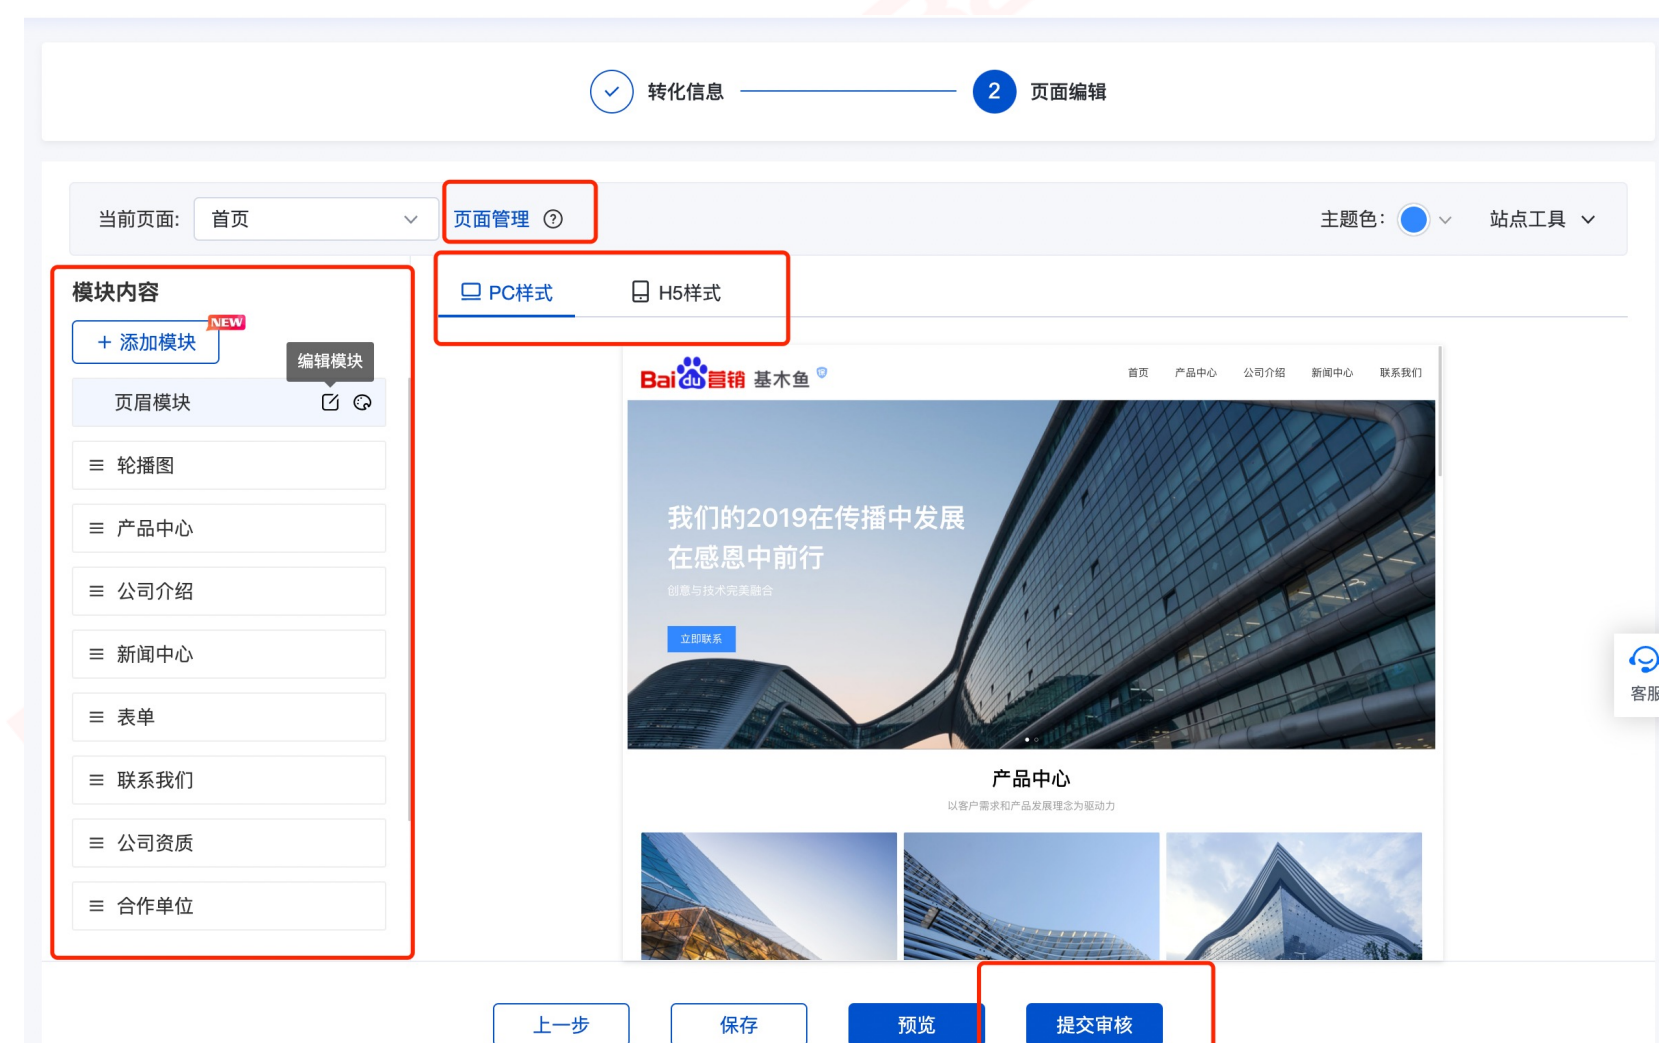 转化信息
2 页面编辑
当前页面: 首页 页面管理 ?
主题色: 站点工具
模块内容
+ 添加模块 NEW
编辑模块
页眉模块
轮播图
产品中心
公司介绍
新闻中心
表单
联系我们
公司资质
合作单位
PC样式 H5样式
Baidu营销 基木鱼
首页 产品中心 公司介绍 新闻中心 联系我们
我们的2019在传播中发展
在感恩中前行
创意与技术完美融合
立即联系
产品中心
以客户需求和产品发展理念为驱动力
客服
上一步 保存 预览 提交审核